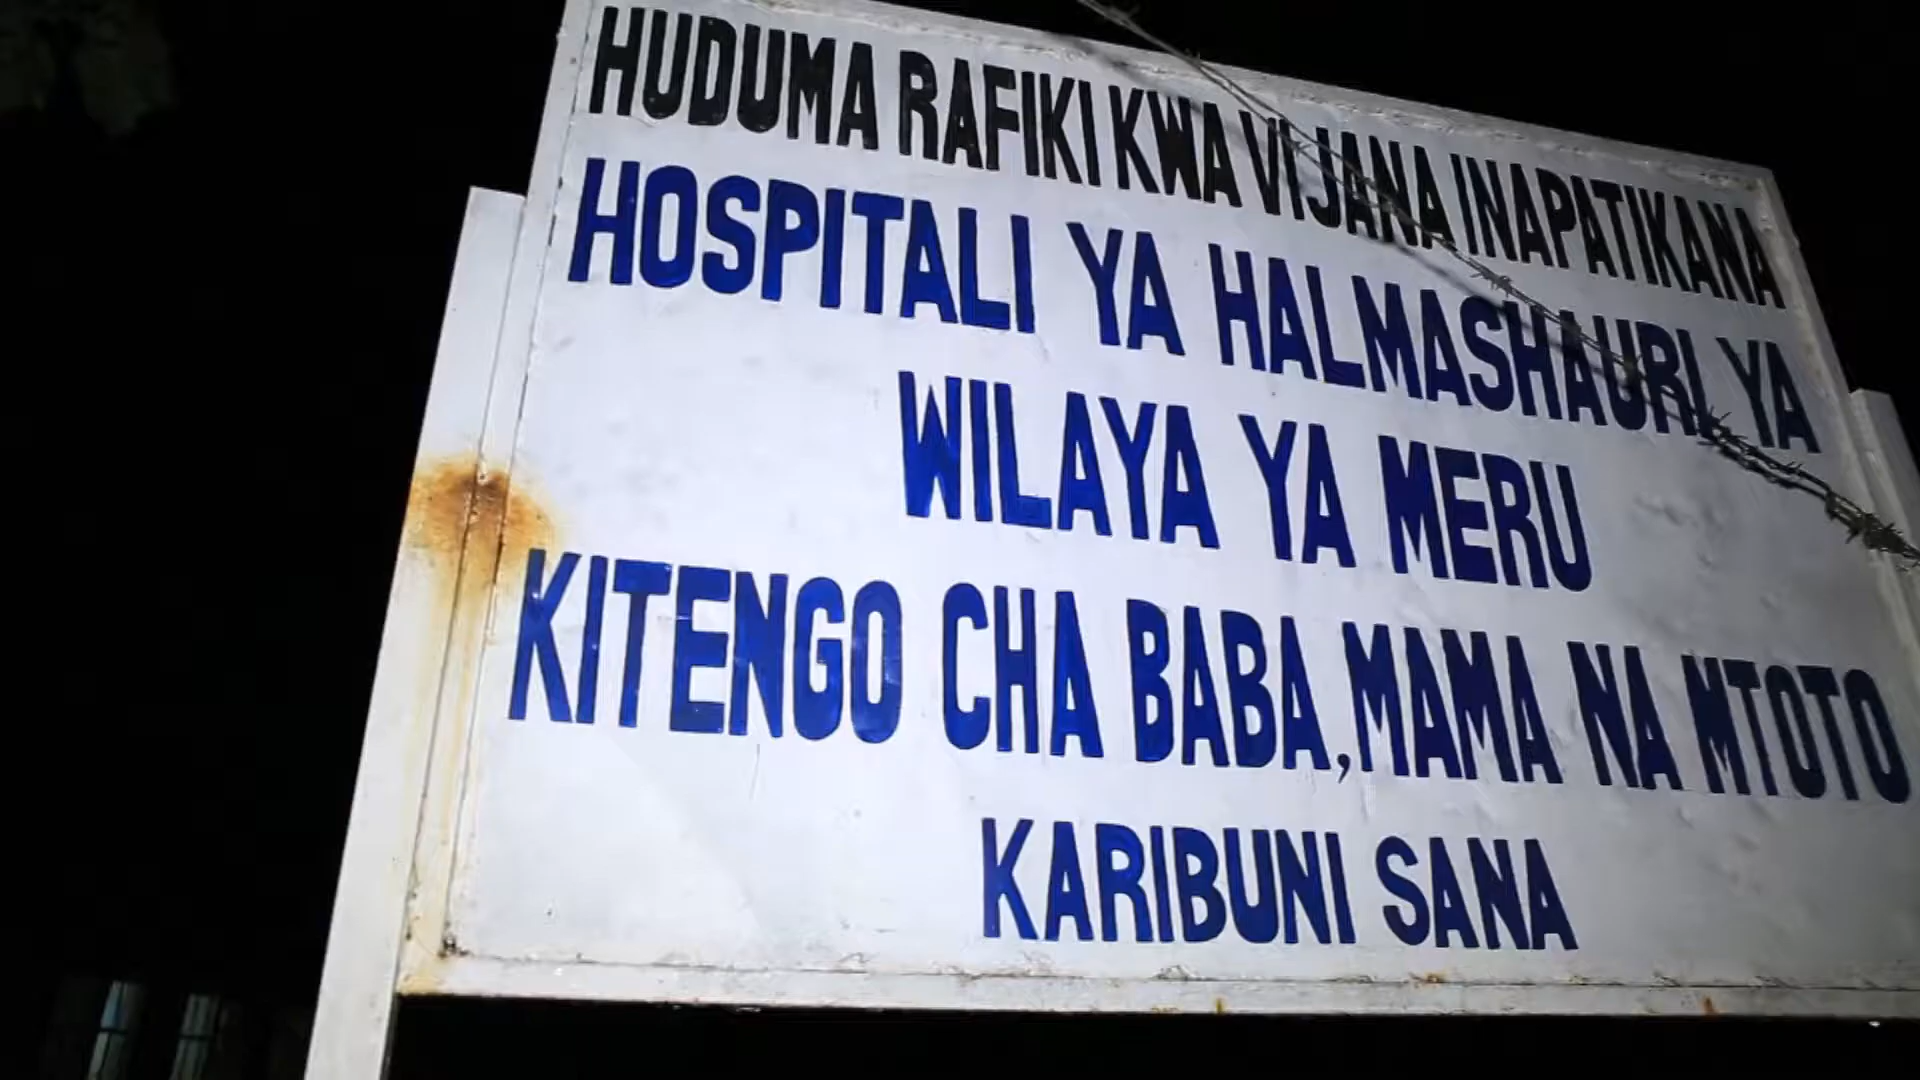 HUDUMA RAFIKI KWA VIJANA INAPATIKANA
HOSPITALI YA HALMASHAURI YA
WILAYA YA MERU
KITENGO CHA BABA, MAMA NA MTOTO
KARIBUNI SANA